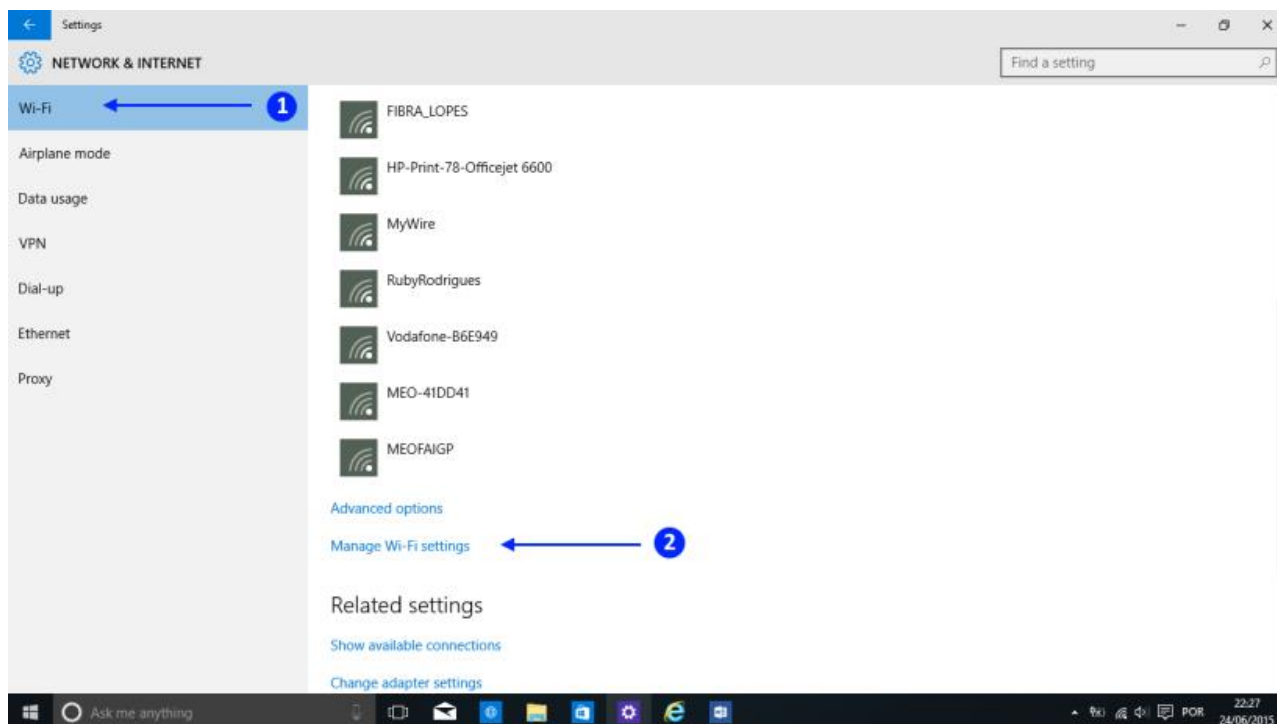 Settings
NETWORK & INTERNET
Find a setting
Wi-Fi
1
Airplane mode
Data usage
VPN
Dial-up
Ethernet
Proxy
FIBRA_LOPES
HP-Print-78-Officejet 6600
MyWire
RubyRodrigues
Vodafone-B6E949
MEO-41DD41
MEOFAIGP
Advanced options
Manage Wi-Fi settings
2
Related settings
Show available connections
Change adapter settings
Ask me anything
POR
22:27
24/06/2016